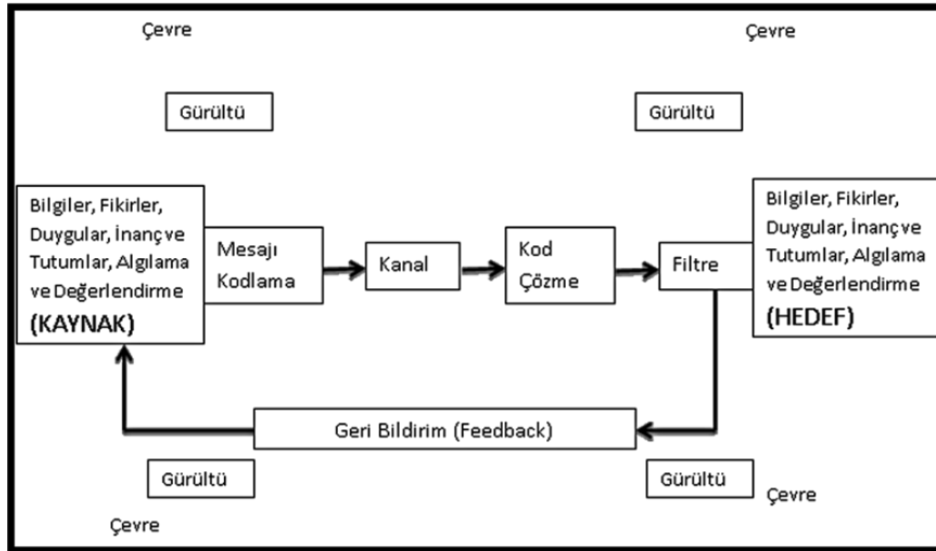 Çevre
Çevre
Gürültü
Gürültü
Bilgiler, Fikirler,
Duygular, İnanç ve
Tutumlar, Algılama
ve Değerlendirme
(KAYNAK)
Mesajı
Kodlama
Kanal
Kod
Çözme
Filtre
Bilgiler, Fikirler,
Duygular, İnanç ve
Tutumlar, Algılama
ve Değerlendirme
(HEDEF)
Geri Bildirim (Feedback)
Gürültü
Gürültü
Çevre
Çevre